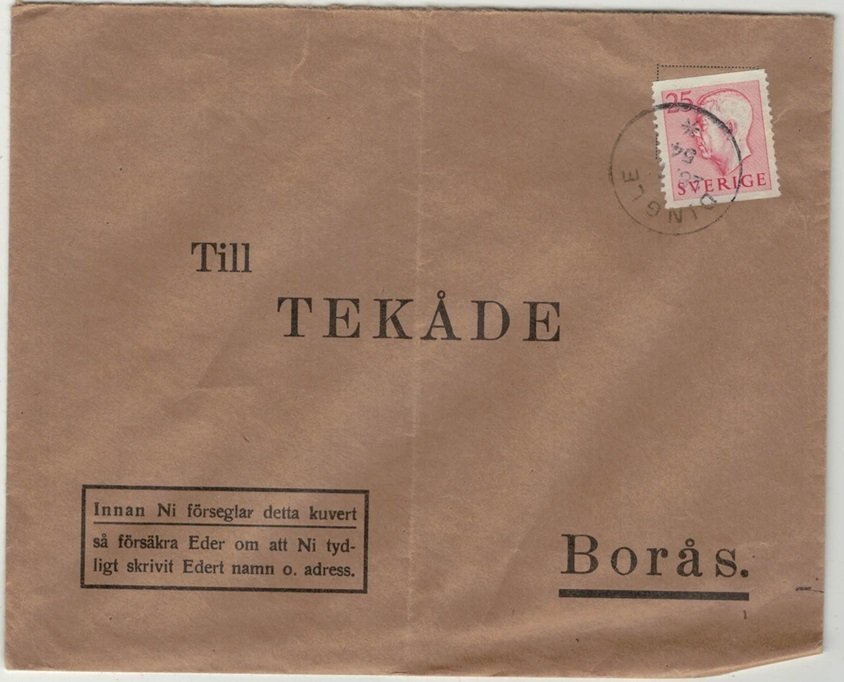 25
SVERIGE
DINGLE
54
Till
TEKÅDE
Innan Ni förseglar detta kuvert
så försäkra Eder om att Ni tyd-
ligt skrivit Edert namn o. adress.
Borås.